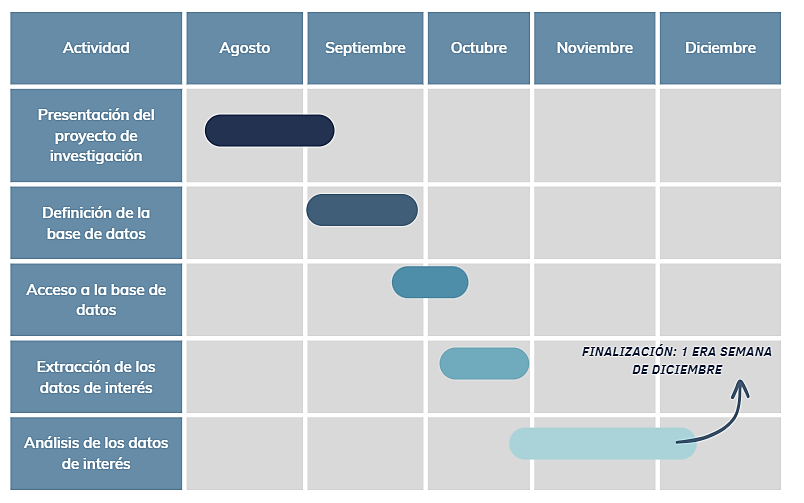 Actividad
Agosto
Septiembre
Octubre
Noviembre
Diciembre
Presentación del
proyecto de
investigación
Definición de la
base de datos
Acceso a la base de
datos
Extracción de los
datos de interés
FINALIZACIÓN: 1 ERA SEMANA
DE DICIEMBRE
Análisis de los datos
de interés